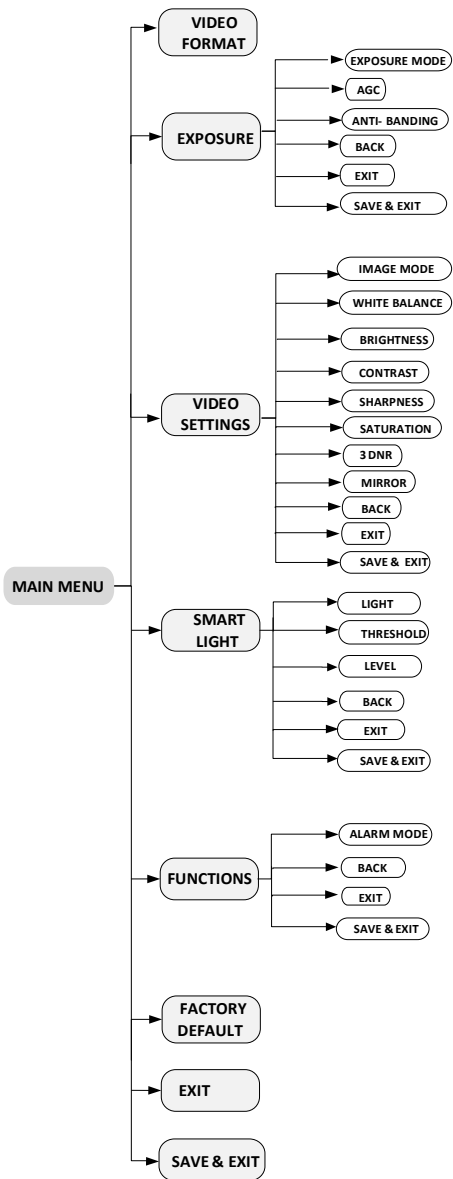 VIDEO
FORMAT
EXPOSURE
EXPOSURE MODE
AGC
ANTI- BANDING
BACK
EXIT
SAVE & EXIT
VIDEO
SETTINGS
IMAGE MODE
WHITE BALANCE
BRIGHTNESS
CONTRAST
SHARPNESS
SATURATION
3 DNR
MIRROR
BACK
EXIT
SAVE & EXIT
MAIN MENU
SMART
LIGHT
LIGHT
THRESHOLD
LEVEL
BACK
EXIT
SAVE & EXIT
FUNCTIONS
ALARM MODE
BACK
EXIT
SAVE & EXIT
FACTORY
DEFAULT
EXIT
SAVE & EXIT